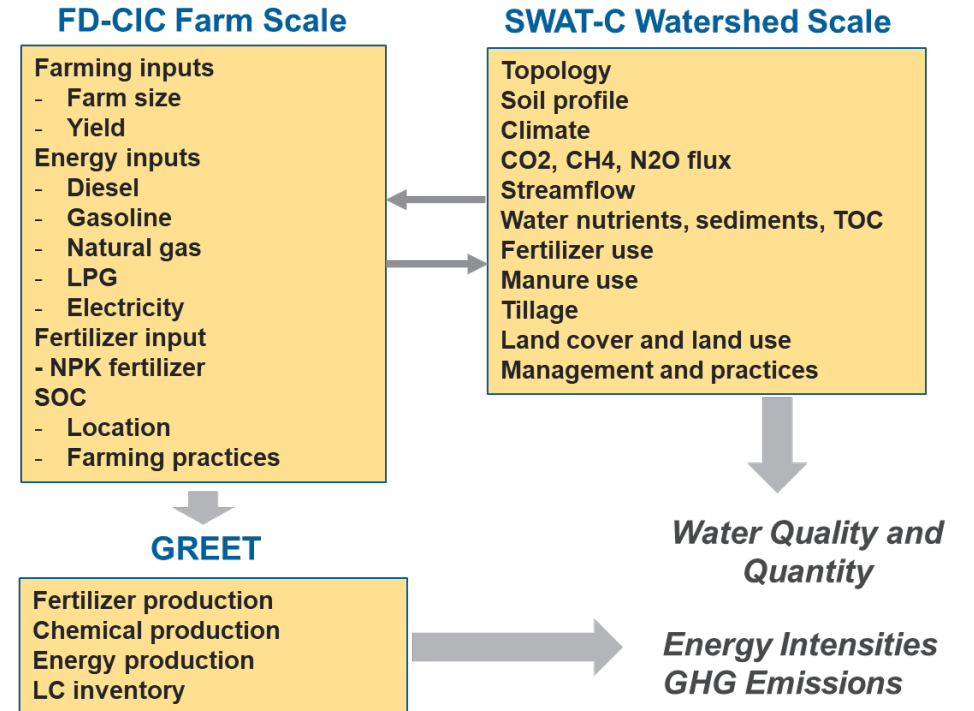 FD-CIC Farm Scale
Farming inputs
- Farm size
- Yield
Energy inputs
- Diesel
- Gasoline
- Natural gas
- LPG
- Electricity
Fertilizer input
- NPK fertilizer
SOC
- Location
- Farming practices
SWAT-C Watershed Scale
Topology
Soil profile
Climate
CO2, CH4, N2O flux
Streamflow
Water nutrients, sediments, TOC
Fertilizer use
Manure use
Tillage
Land cover and land use
Management and practices
GREET
Fertilizer production
Chemical production
Energy production
LC inventory
Water Quality and
Quantity
Energy Intensities
GHG Emissions